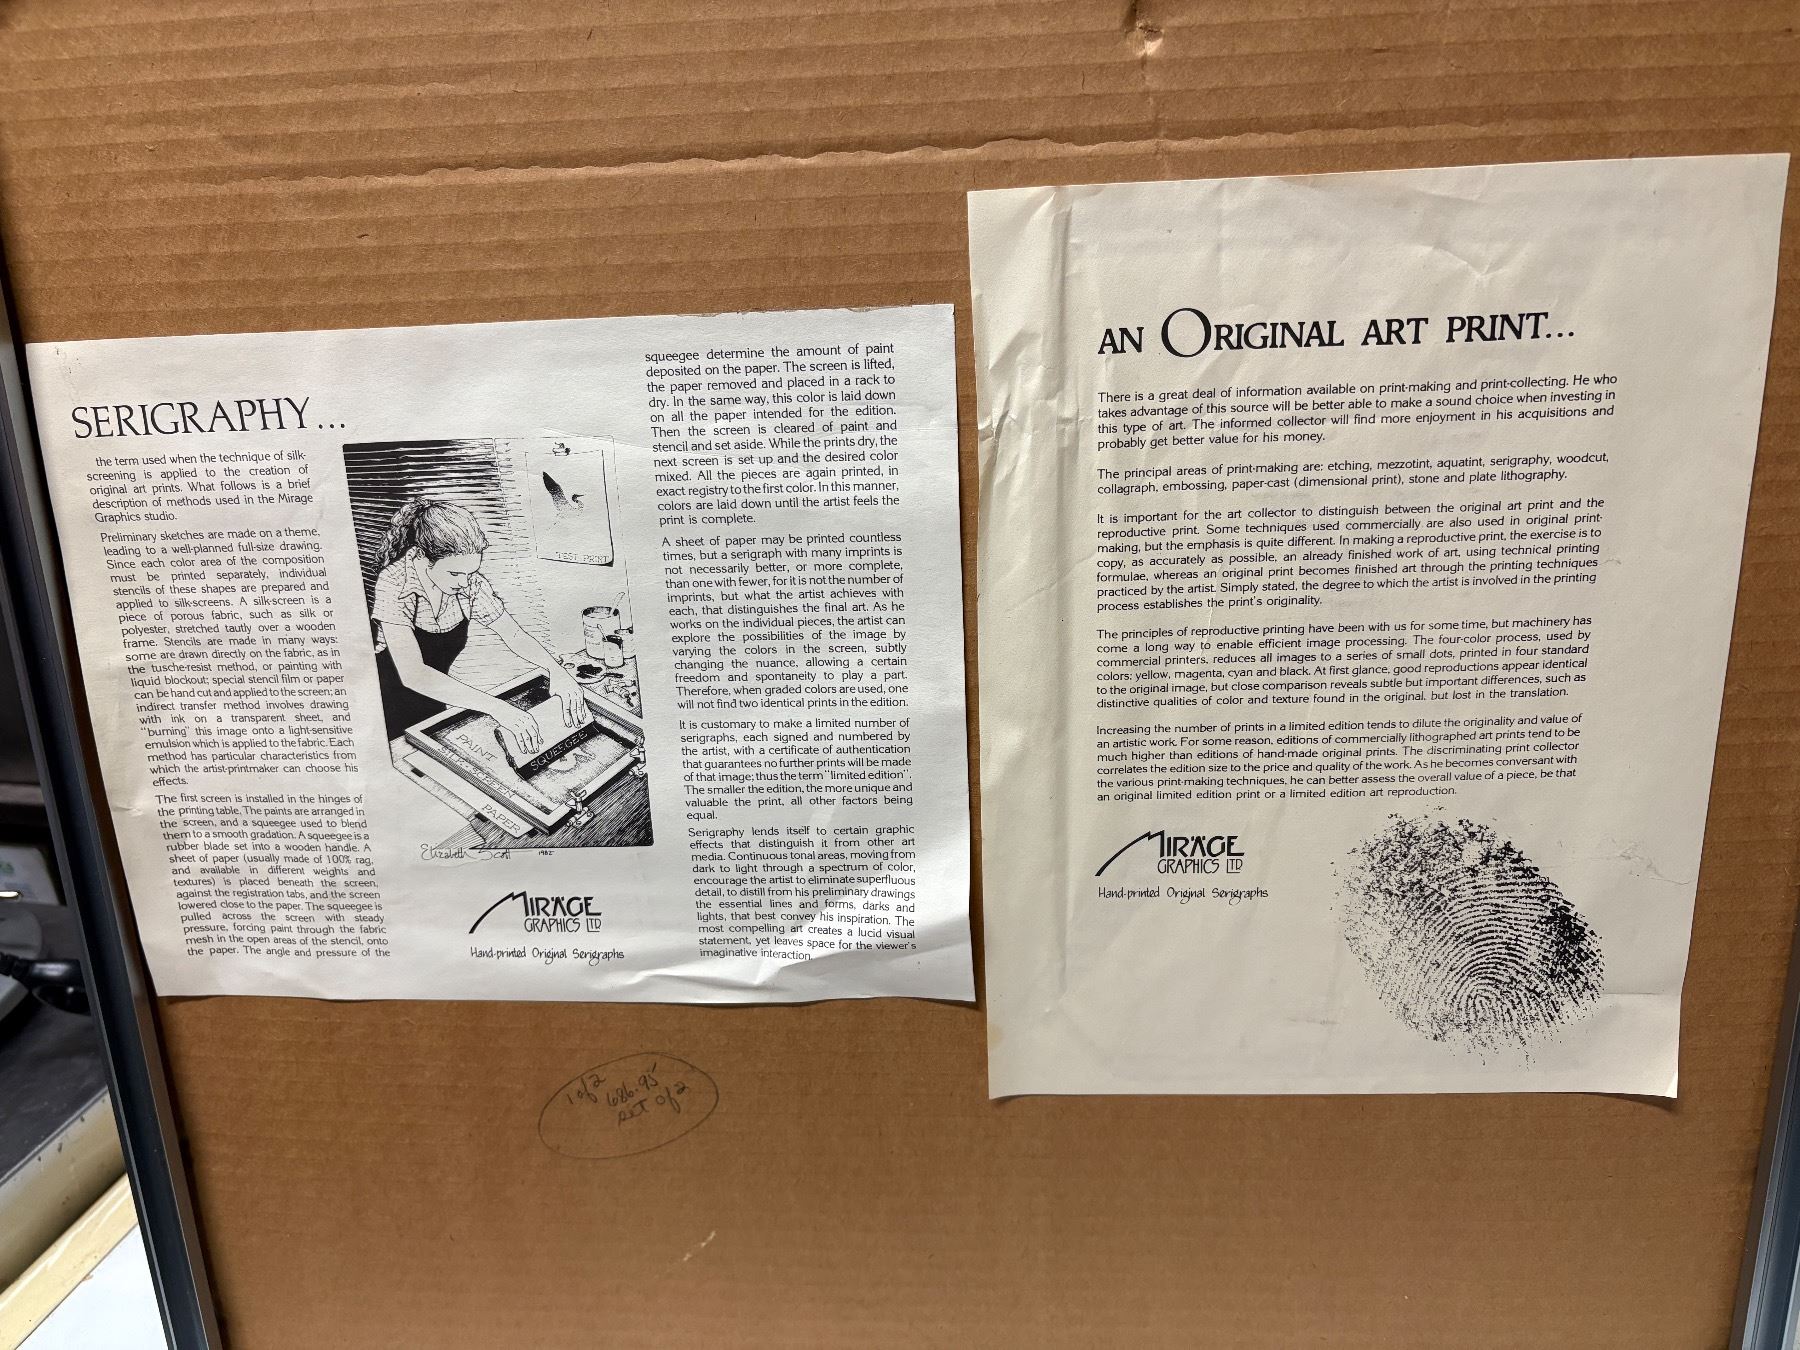 SERIGRAPHY...
the term used when the technique of silk-
screening is applied to the creation of
original art prints. What follows is a brief
description of methods used in the Mirage
Graphics studio.
Preliminary sketches are made on a theme,
leading to a well-planned full-size drawing.
Since each color area of the composition
must be printed separately, individual
stencils of these shapes are prepared and
applied to silk-screens. A silk-screen is a
piece of porous fabric, such as silk or
polyester, stretched tautly over a wooden
frame. Stencils are made in many ways:
some are drawn directly on the fabric, as in
the tusche-resist method, or painting with
liquid blockout; special stencil film or paper
can be hand cut and applied to the screen; an
indirect transfer method involves drawing
with ink on a transparent sheet, and
"burning" this image onto a light-sensitive
emulsion which is applied to the fabric. Each
method has particular characteristics from
which the artist-printmaker can choose his
effects.
The first screen is installed in the hinges of
the printing table. The paints are arranged in
the screen, and a squeegee used to blend
them to a smooth gradation. A squeegee is a
rubber blade set into a wooden handle. A
sheet of paper (usually made of 100% rag,
and available in different weights and
textures) is placed beneath the screen,
against the registration tabs, and the screen
lowered close to the paper. The squeegee is
pulled across the screen with steady
pressure, forcing paint through the fabric
mesh in the open areas of the stencil, onto
the paper. The angle and pressure of the
TEST PRINT
PAINT
SQUEEGEE
SILK-SCREEN
PAPER
Elizabeth Scott 1982
MIRAGE
GRAPHICS LTD
Hand-printed Original Serigraphs
squeegee determine the amount of paint
deposited on the paper. The screen is lifted,
the paper removed and placed in a rack to
dry. In the same way, this color is laid down
on all the paper intended for the edition.
Then the screen is cleared of paint and
stencil and set aside. While the prints dry, the
next screen is set up and the desired color
mixed. All the pieces are again printed, in
exact registry to the first color. In this manner,
colors are laid down until the artist feels the
print is complete.
A sheet of paper may be printed countless
times, but a serigraph with many imprints is
not necessarily better, or more complete,
than one with fewer, for it is not the number of
imprints, but what the artist achieves with
each, that distinguishes the final art. As he
works on the individual pieces, the artist can
explore the possibilities of the image by
varying the colors in the screen, subtly
changing the nuance, allowing a certain
freedom and spontaneity to play a part.
Therefore, when graded colors are used, one
will not find two identical prints in the edition.
It is customary to make a limited number of
serigraphs, each signed and numbered by
the artist, with a certificate of authentication
that guarantees no further prints will be made
of that image; thus the term "limited edition".
The smaller the edition, the more unique and
valuable the print, all other factors being
equal.
Serigraphy lends itself to certain graphic
effects that distinguish it from other art
media. Continuous tonal areas, moving from
dark to light through a spectrum of color,
encourage the artist to eliminate superfluous
detail, to distill from his preliminary drawings
the essential lines and forms, darks and
lights, that best convey his inspiration. The
most compelling art creates a lucid visual
statement, yet leaves space for the viewer's
imaginative interaction.
AN ORIGINAL ART PRINT...
There is a great deal of information available on print-making and print-collecting. He who
takes advantage of this source will be better able to make a sound choice when investing in
this type of art. The informed collector will find more enjoyment in his acquisitions and
probably get better value for his money.
The principal areas of print-making are: etching, mezzotint, aquatint, serigraphy, woodcut,
collagraph, embossing, paper-cast (dimensional print), stone and plate lithography.
It is important for the art collector to distinguish between the original art print and the
reproductive print. Some techniques used commercially are also used in original print-
making, but the emphasis is quite different. In making a reproductive print, the exercise is to
copy, as accurately as possible, an already finished work of art, using technical printing
formulae, whereas an original print becomes finished art through the printing techniques
practiced by the artist. Simply stated, the degree to which the artist is involved in the printing
process establishes the print's originality.
The principles of reproductive printing have been with us for some time, but machinery has
come a long way to enable efficient image processing. The four-color process, used by
commercial printers, reduces all images to a series of small dots, printed in four standard
colors: yellow, magenta, cyan and black. At first glance, good reproductions appear identical
to the original image, but close comparison reveals subtle but important differences, such as
distinctive qualities of color and texture found in the original, but lost in the translation.
Increasing the number of prints in a limited edition tends to dilute the originality and value of
an artistic work. For some reason, editions of commercially lithographed art prints tend to be
much higher than editions of hand-made original prints. The discriminating print collector
correlates the edition size to the price and quality of the work. As he becomes conversant with
the various print-making techniques, he can better assess the overall value of a piece, be that
an original limited edition print or a limited edition art reproduction.
MIRAGE
GRAPHICS LTD
Hand-printed Original Serigraphs
1 of 2 686.95
set of 2